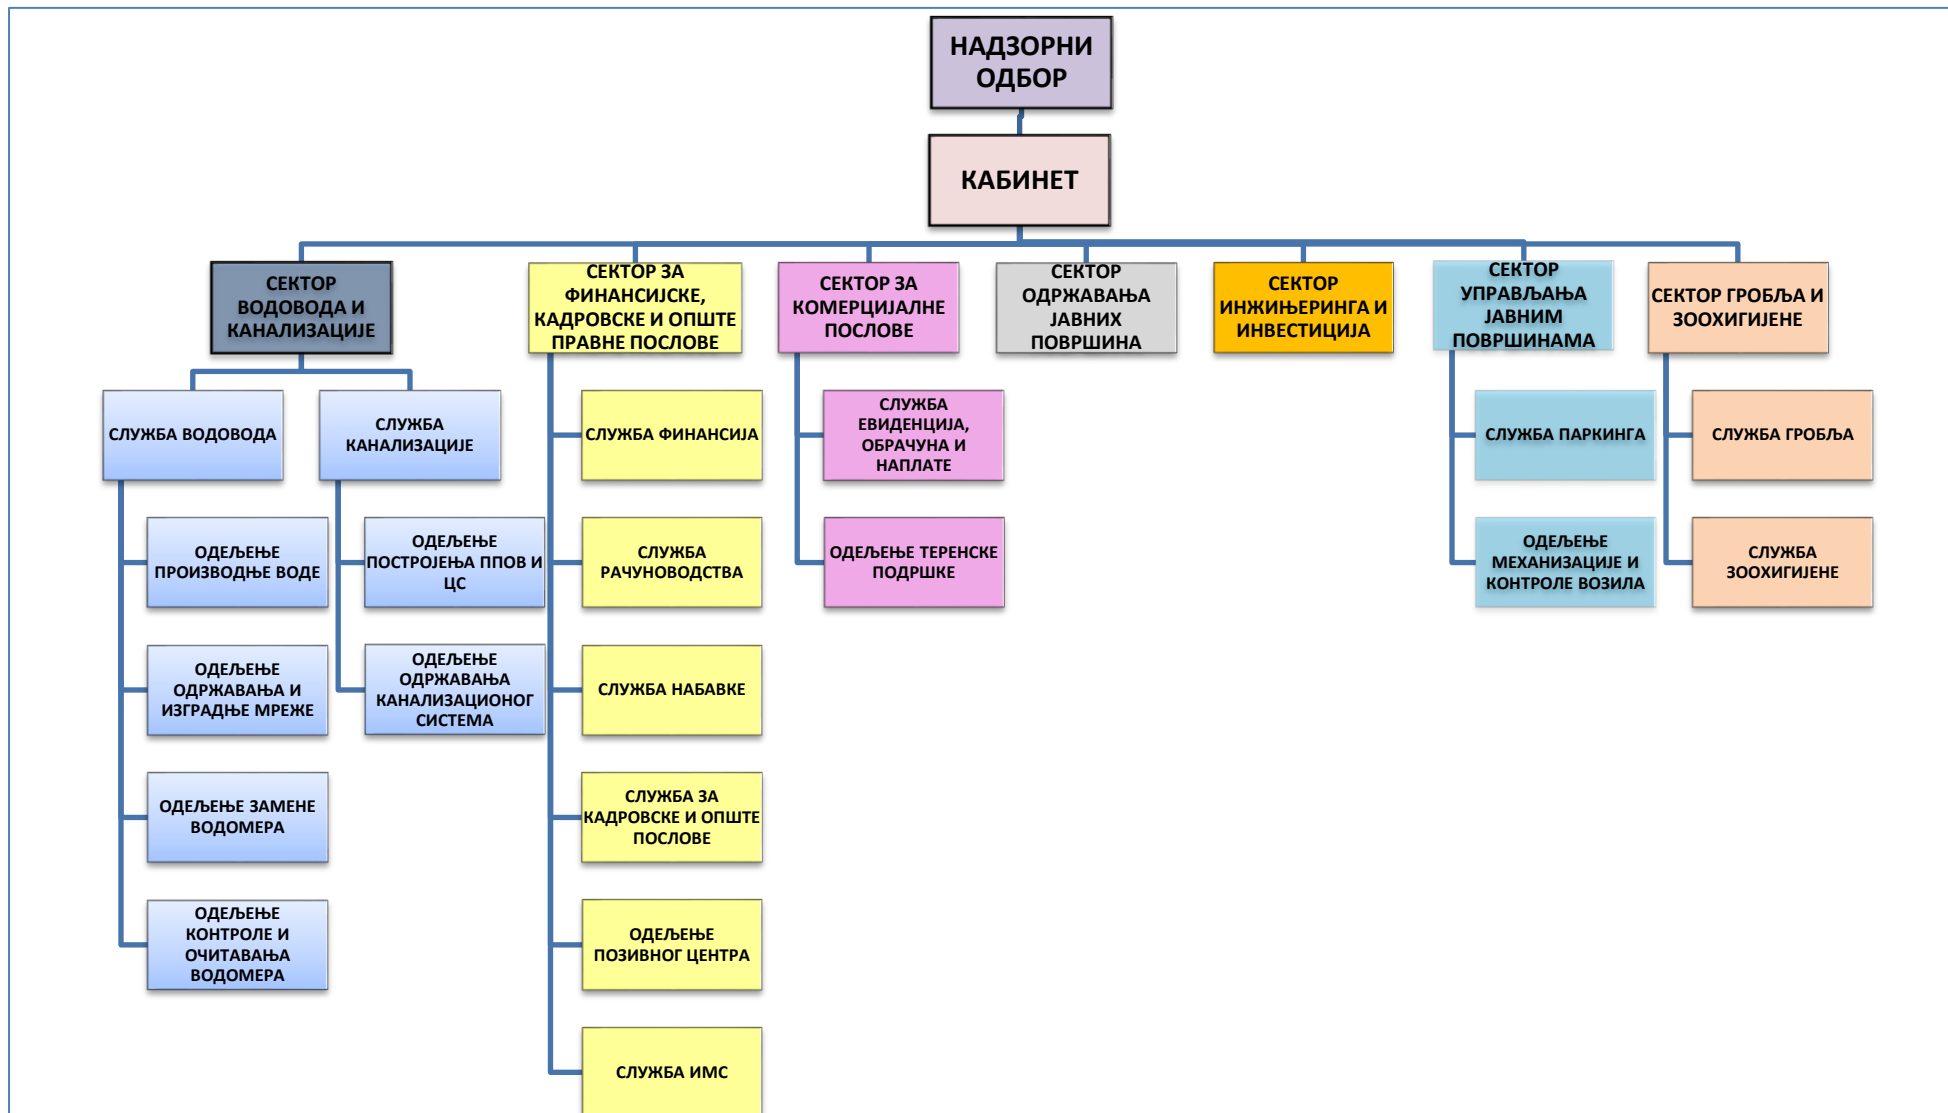 НАДЗОРНИ
ОДБОР
КАБИНЕТ
СЕКТОР
ВОДОВОДА И
КАНАЛИЗАЦИЈЕ
СЕКТОР ЗА
ФИНАНСИЈСКЕ,
КАДРОВСКЕ И ОПШТЕ
ПРАВНЕ ПОСЛОВЕ
СЕКТОР ЗА
КОМЕРЦИЈАЛНЕ
ПОСЛОВЕ
СЕКТОР
ОДРЖАВАЊА
ЈАВНИХ
ПОВРШИНА
СЕКТОР
ИНЖИЊЕРИНГА И
ИНВЕСТИЦИЈА
СЕКТОР
УПРАВЉАЊА
ЈАВНИМ
ПОВРШИНАМА
СЕКТОР ГРОБЉА И
ЗООХИГИЈЕНЕ
СЛУЖБА ВОДОВОДА
СЛУЖБА
КАНАЛИЗАЦИЈЕ
СЛУЖБА ФИНАНСИЈА
СЛУЖБА
ЕВИДЕНЦИЈА,
ОБРАЧУНА И
НАПЛАТЕ
СЛУЖБА ПАРКИНГА
СЛУЖБА ГРОБЉА
ОДЕЉЕЊЕ
ПРОИЗВОДЊЕ ВОДЕ
ОДЕЉЕЊЕ
ПОСТРОЈЕЊА ППОВ И
ЦС
СЛУЖБА
РАЧУНОВОДСТВА
ОДЕЉЕЊЕ ТЕРЕНСКЕ
ПОДРШКЕ
ОДЕЉЕЊЕ
МЕХАНИЗАЦИЈЕ И
КОНТРОЛЕ ВОЗИЛА
СЛУЖБА
ЗООХИГИЈЕНЕ
ОДЕЉЕЊЕ
ОДРЖАВАЊА И
ИЗГРАДЊЕ МРЕЖЕ
ОДЕЉЕЊЕ
ОДРЖАВАЊА
КАНАЛИЗАЦИОНОГ
СИСТЕМА
СЛУЖБА НАБАВКЕ
ОДЕЉЕЊЕ ЗАМЕНЕ
ВОДОМЕРА
СЛУЖБА ЗА
КАДРОВСКЕ И ОПШТЕ
ПОСЛОВЕ
ОДЕЉЕЊЕ
КОНТРОЛЕ И
ОЧИТАВАЊА
ВОДОМЕРА
ОДЕЉЕЊЕ
ПОЗИВНОГ ЦЕНТРА
СЛУЖБА ИМС